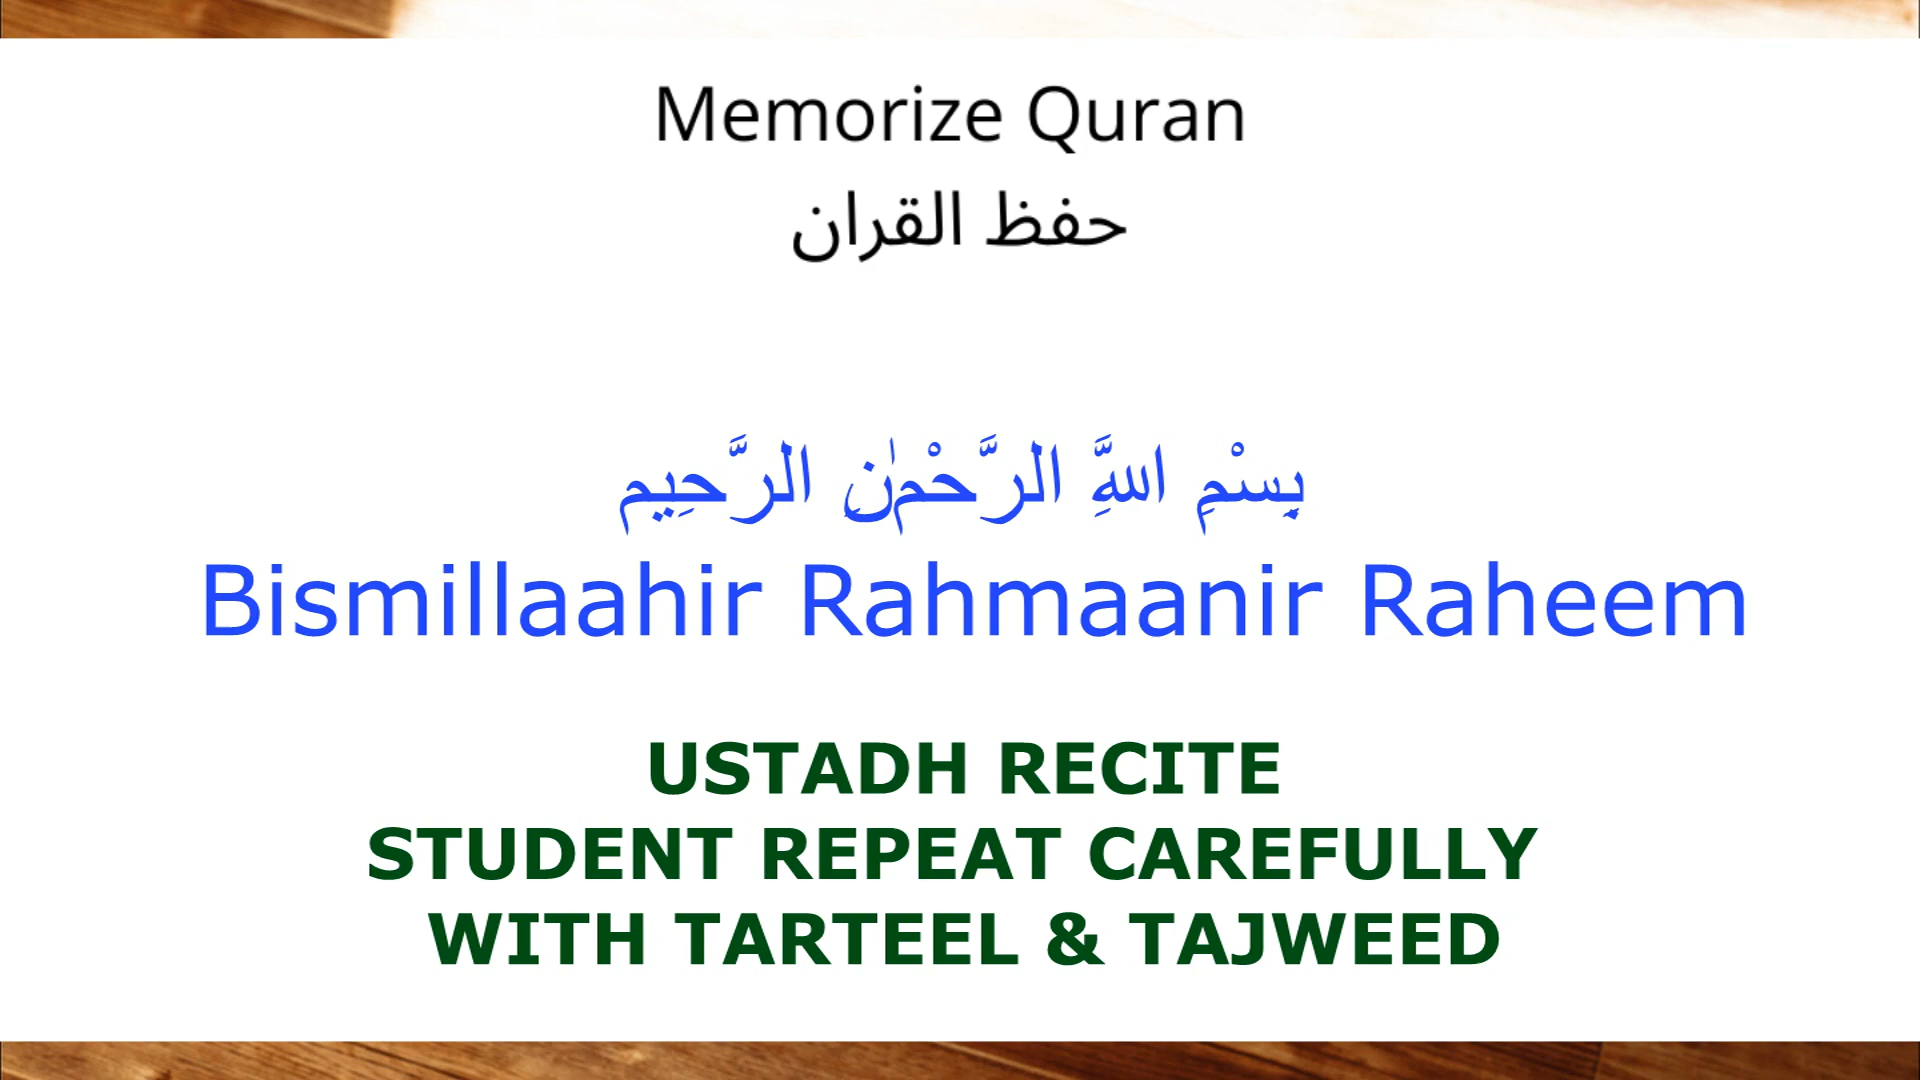 Memorize Quran
حفظ القران
بِسْمِ اللهَِّ الرَّحْمٰنِ الرَّحِيم
Bismillaahir Rahmaanir Raheem
USTADH RECITE
STUDENT REPEAT CAREFULLY
WITH TARTEEL & TAJWEED